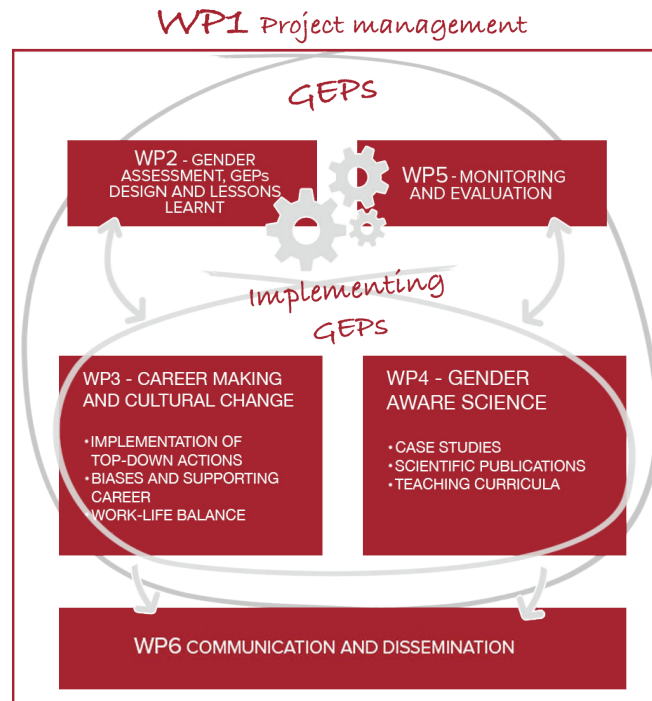 WP1 Project management
GEPS
WP2 - GENDER
ASSESSMENT, GEPs
DESIGN AND LESSONS
LEARNT
WP5 - MONITORING
AND EVALUATION
Implementing
GEPS
WP3 - CAREER MAKING
AND CULTURAL CHANGE
• IMPLEMENTATION OF
TOP-DOWN ACTIONS
• BIASES AND SUPPORTING
CAREER
• WORK-LIFE BALANCE
WP4 - GENDER
AWARE SCIENCE
• CASE STUDIES
• SCIENTIFIC PUBLICATIONS
• TEACHING CURRICULA
WP6 COMMUNICATION AND DISSEMINATION